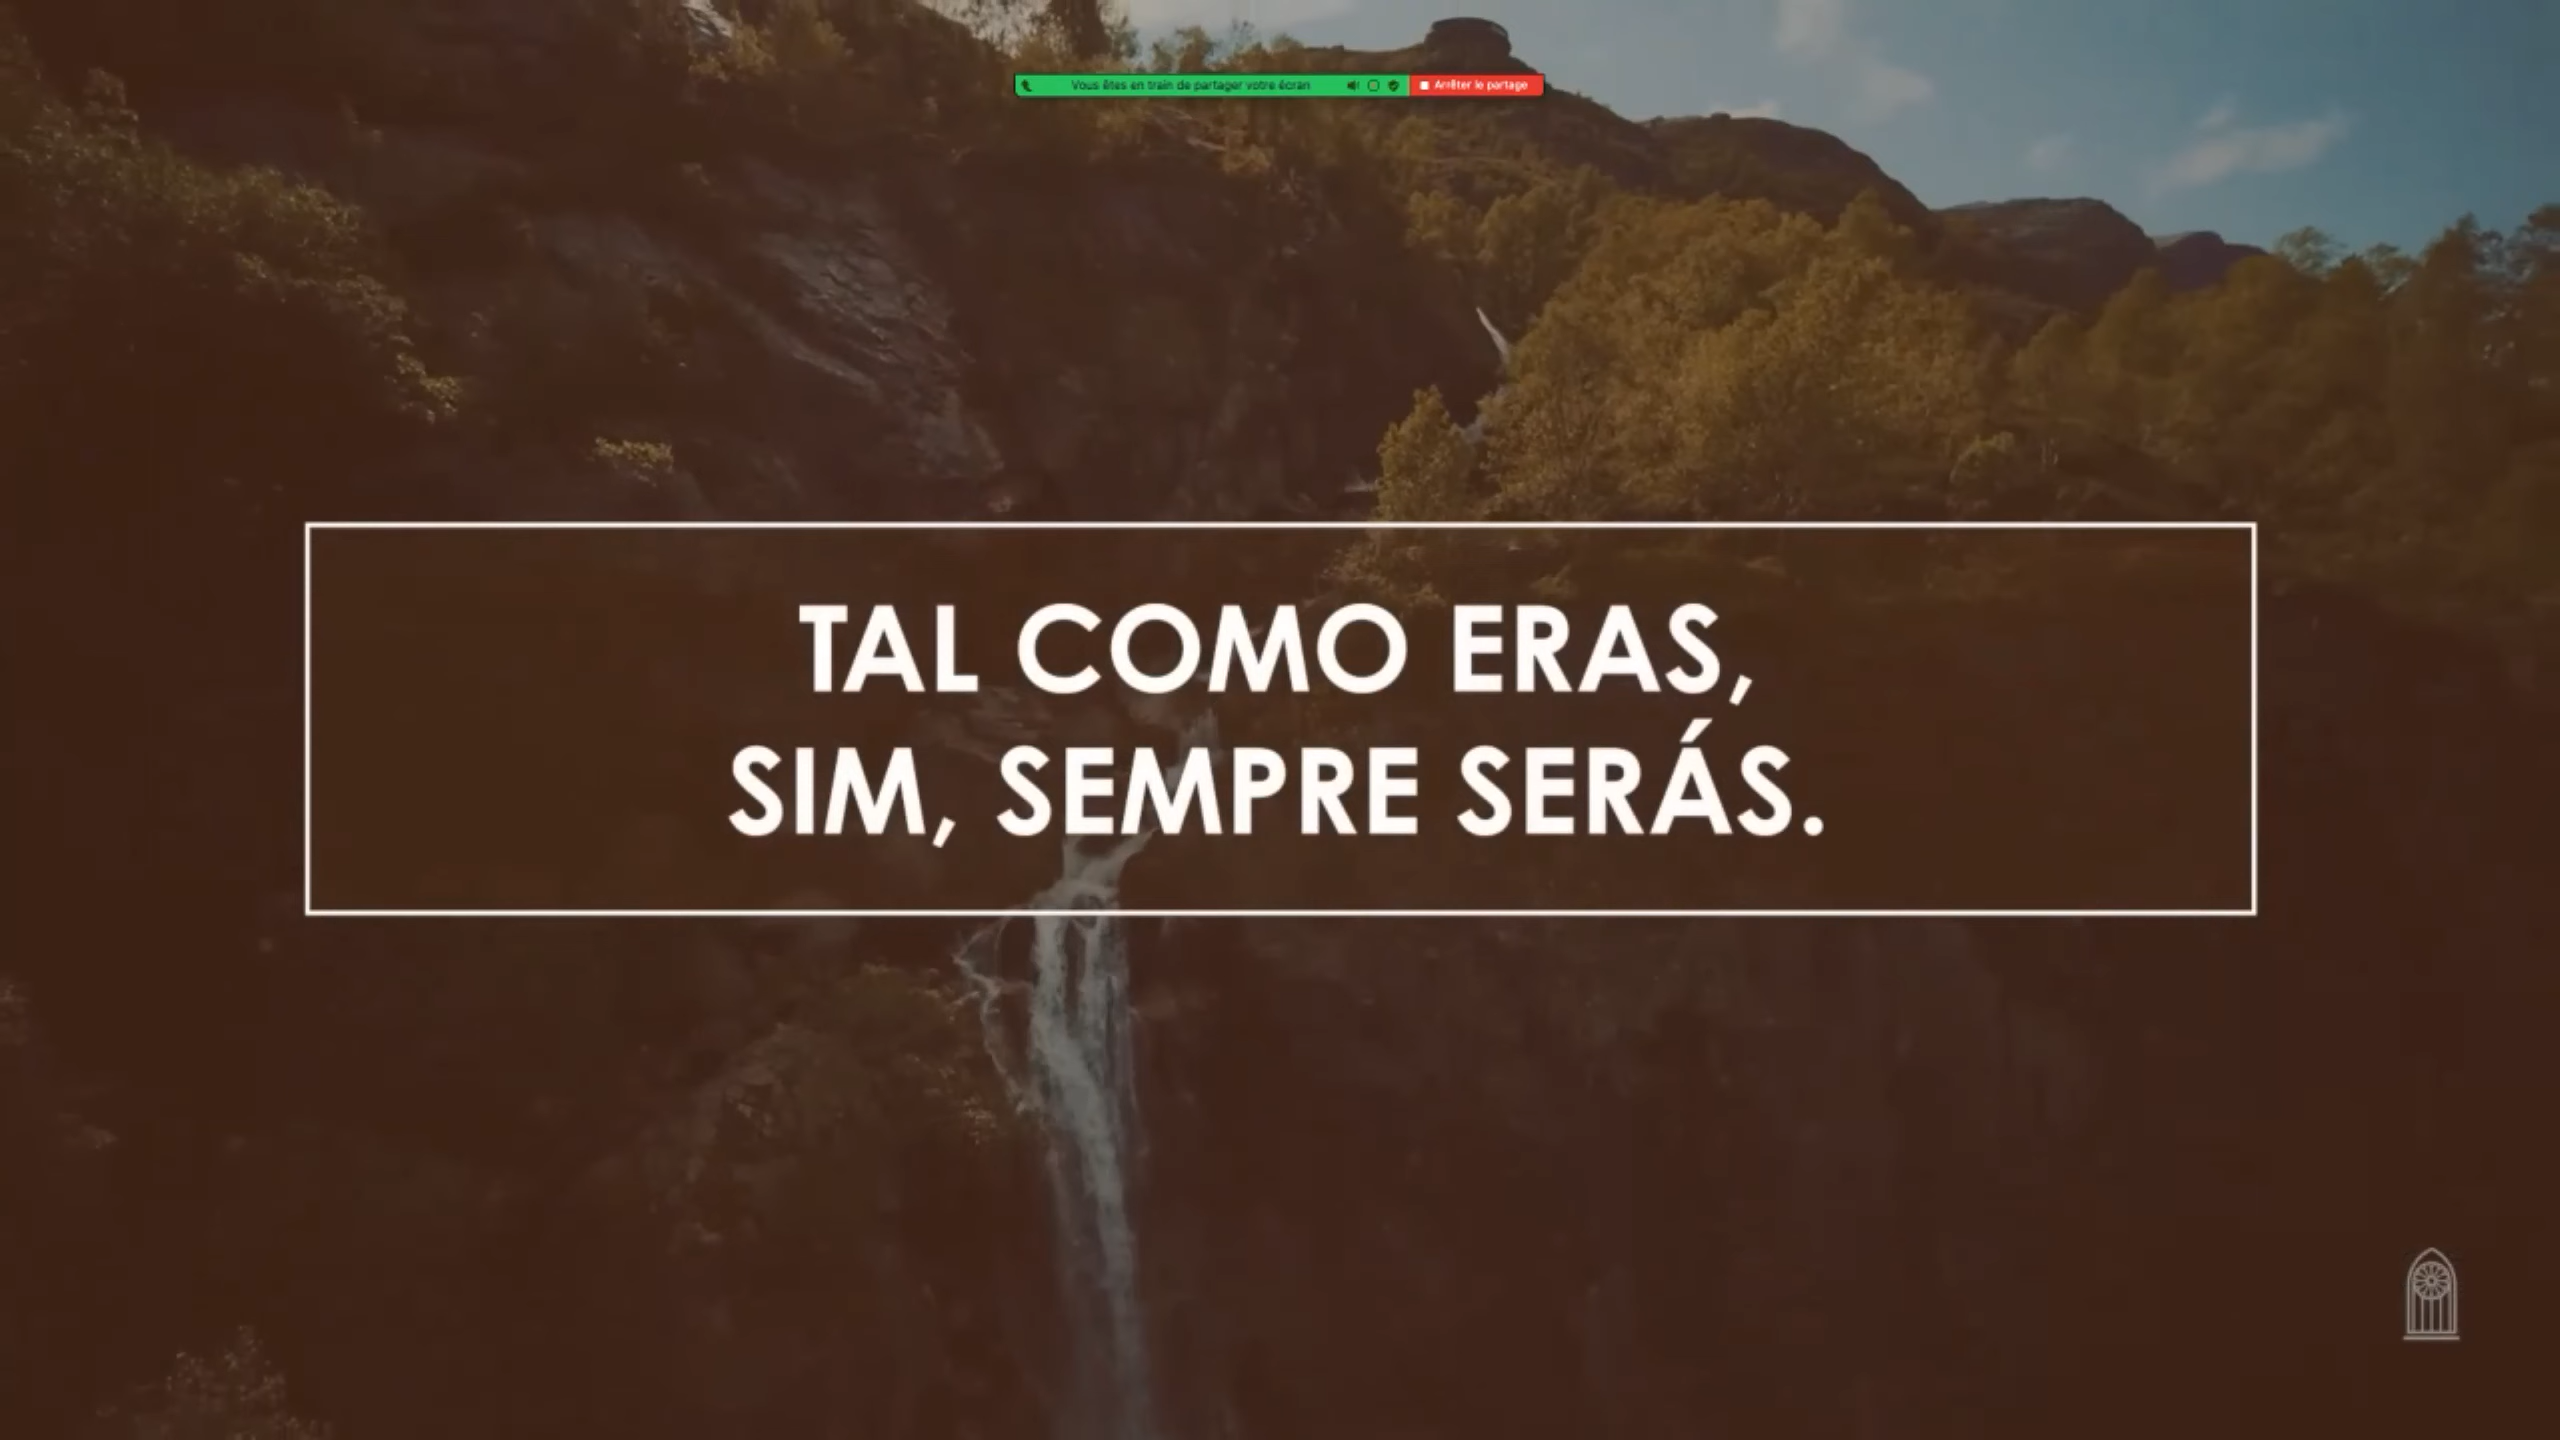 Vous êtes en train de partager votre écran
Arrêter le partage
TAL COMO ERAS,
SIM, SEMPRE SERÁS.